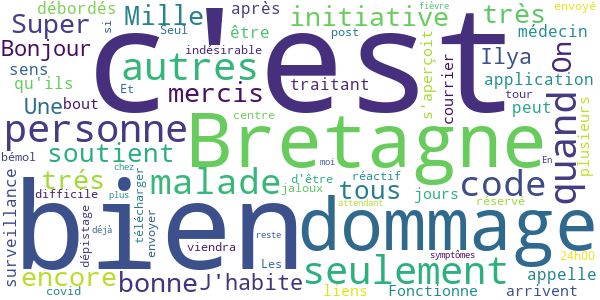 débordés
Mille
après
initiative
très
fièvre
envoyé
Super
c'est
si
Seul
être
post
médecin
Bonjour
autres
indésirable
s'aperçoit
courrier
Ilya
On
sens
qu'ils
Et
mercis
traitant
application
Une
bout
centre
tour
peut
quand
plusieurs
personne
Bretagne
bémol
soutient
chez
moi
En
trés
malade
d'être
réactif
tous
code
surveillance
difficile
plus
jaloux
jours
réservé
bien
dépistage
déjà
télécharger
envoyer
attendant
dommage
viendra
reste
symptômes
24h00
encore
Les
seulement
appelle
covid
bonne
J'habite
liens
Fonctionne
arrivent